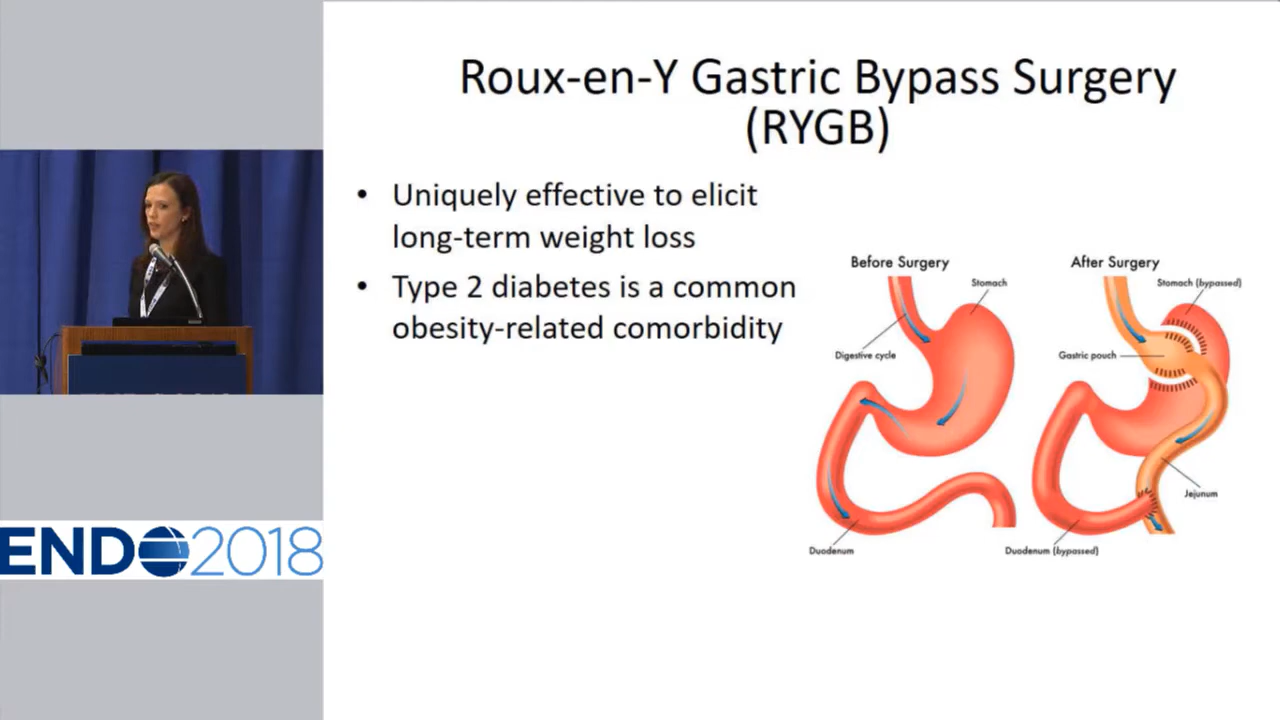 Roux-en-Y Gastric Bypass Surgery
(RYGB)
• Uniquely effective to elicit
long-term weight loss
• Type 2 diabetes is a common
obesity-related comorbidity
Before Surgery
Stomach
Digestive cycle
Duodenum
After Surgery
Stomach (bypassed)
Gastric pouch
Jejunum
Duodenum (bypassed)
ENDO2018